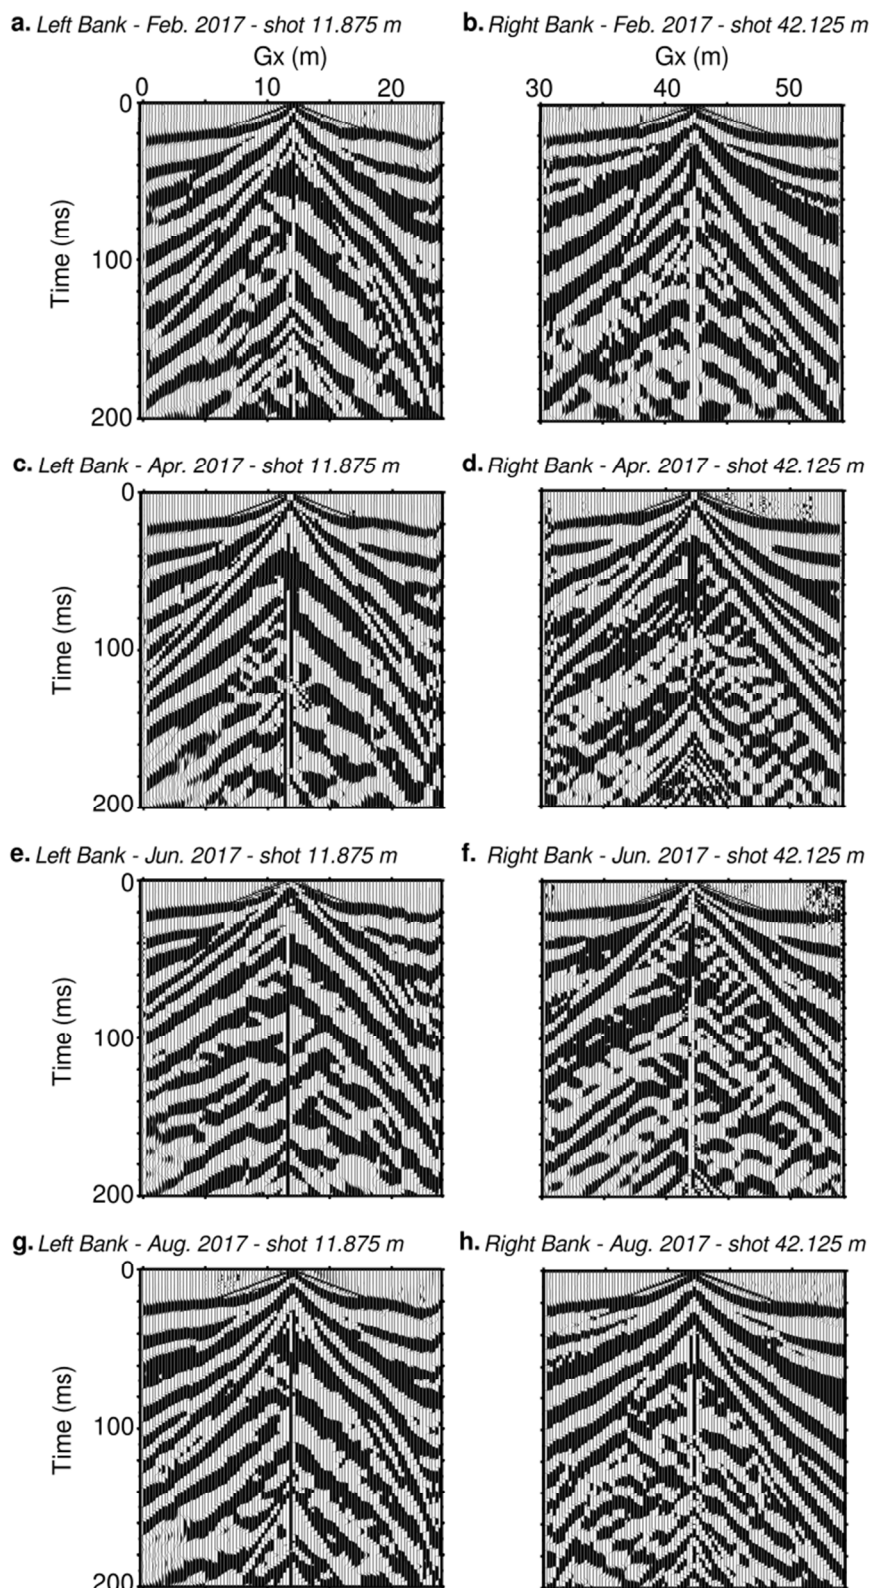 a. Left Bank - Feb. 2017 - shot 11.875 m
b. Right Bank - Feb. 2017 - shot 42.125 m
Gx (m)
Gx (m)
0 10 20
30 40 50
0
100
200
Time (ms)
c. Left Bank - Apr. 2017 - shot 11.875 m
d. Right Bank - Apr. 2017 - shot 42.125 m
0
100
200
Time (ms)
e. Left Bank - Jun. 2017 - shot 11.875 m
f. Right Bank - Jun. 2017 - shot 42.125 m
0
100
200
Time (ms)
g. Left Bank - Aug. 2017 - shot 11.875 m
h. Right Bank - Aug. 2017 - shot 42.125 m
0
100
200
Time (ms)